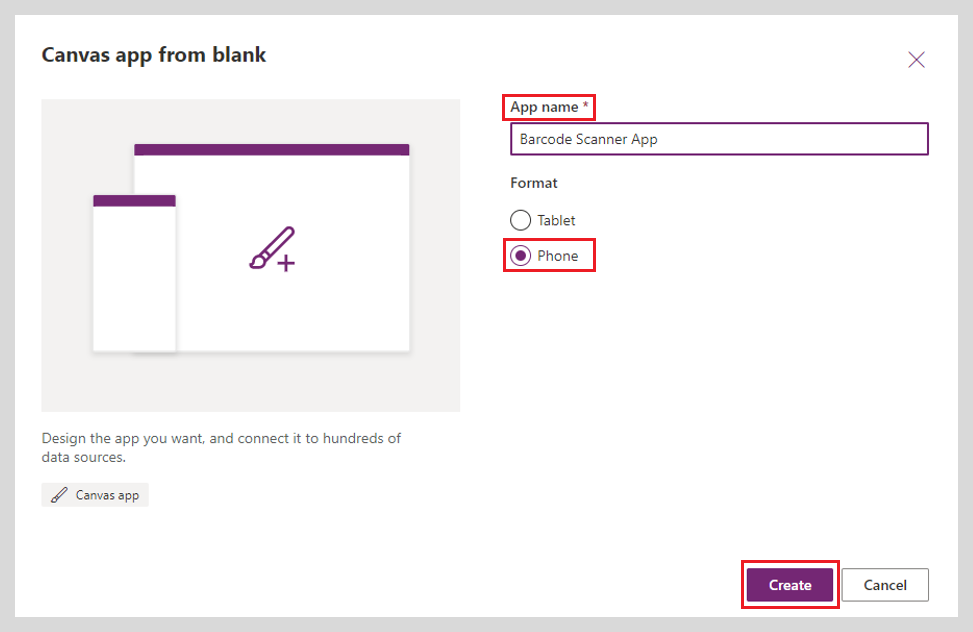 Canvas app from blank
App name *
Barcode Scanner App
Format
Tablet
Phone
Design the app you want, and connect it to hundreds of
data sources.
Canvas app
Create
Cancel